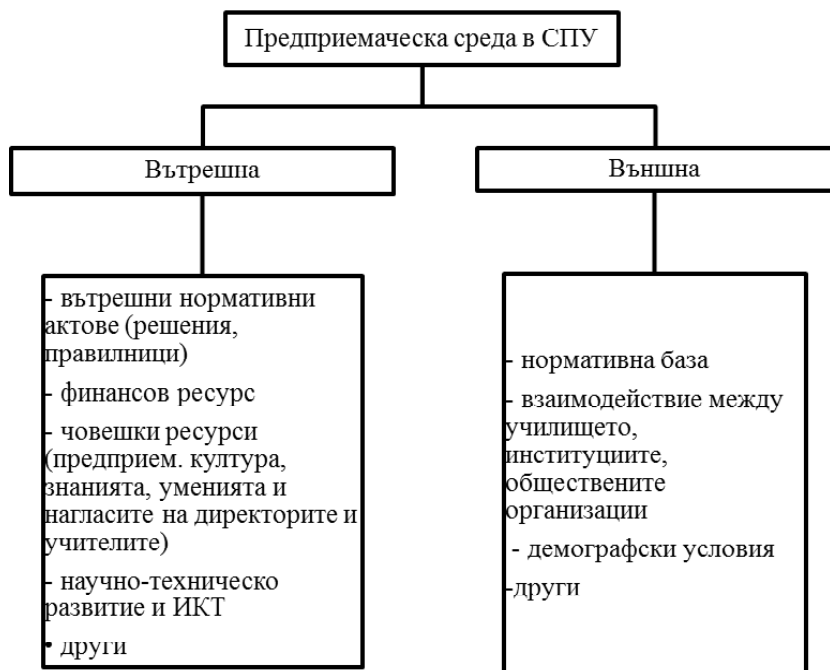 Предприемаческа среда в СПУ
Вътрешна
Външна
- вътрешни нормативни
актове (решения,
правилници)
- финансов ресурс
- човешки ресурси
(предприем. култура,
знанията, уменията и
нагласите на директорите и
учителите)
- научно-техническо
развитие и ИКТ
• други
- нормативна база
- взаимодействие между
училището,
институциите,
обществените
организации
- демографски условия
-други